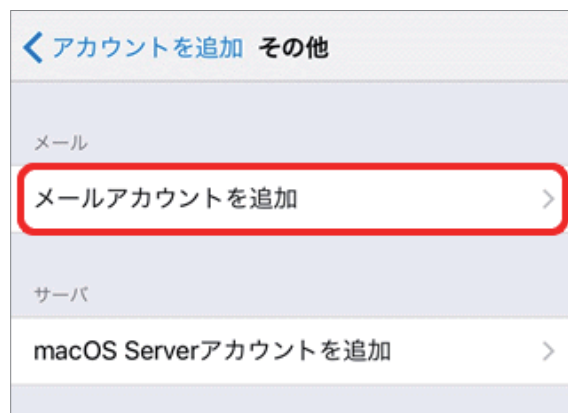 アカウントを追加 その他
メール
メールアカウントを追加
サーバ
macOS Serverアカウントを追加